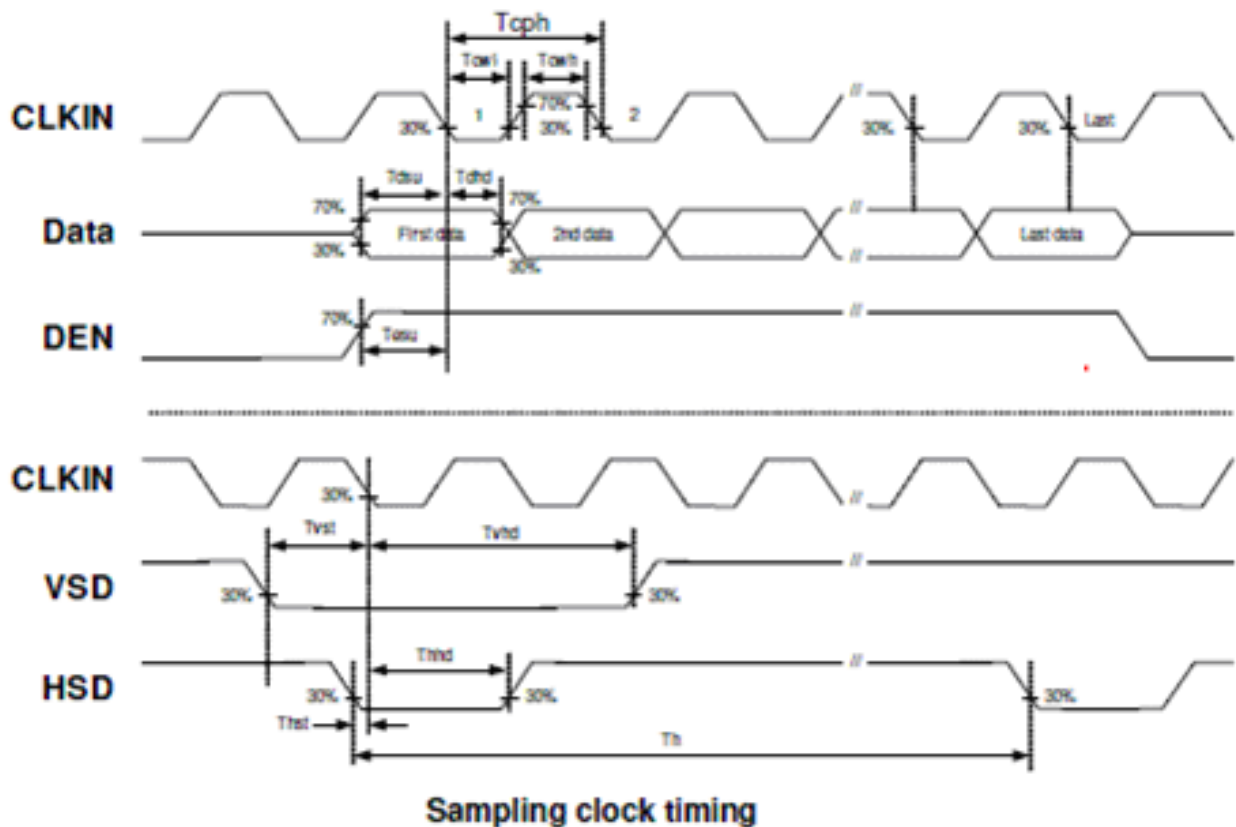 Tcph
Tcwl Tcwh
CLKIN 30% 1 70% 30% 2 // 30% 30% Last
Tdsu Tdhd
70% 70%
Data First data 2nd data // Last data
30% 30%
DEN 70% Tesu //
CLKIN 30% //
Tvst Tvhd
VSD 30% 30% //
Thhd
HSD 30% 30% // 30%
Thst
Th
Sampling clock timing